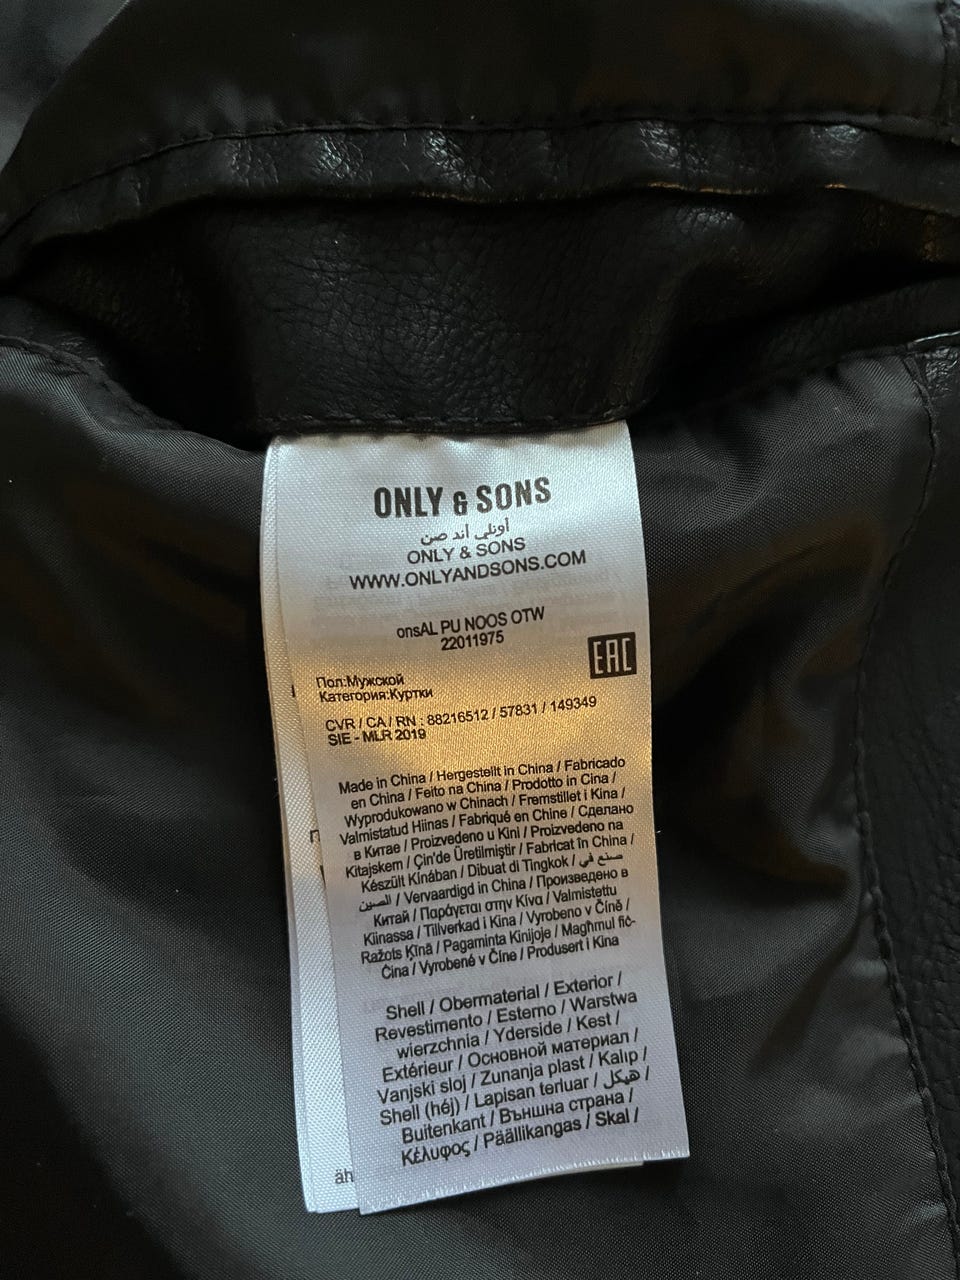 ONLY & SONS
أونلي أند صن
ONLY & SONS
WWW.ONLYANDSONS.COM
onsAL PU NOOS OTW
22011975
EAC
Пол:Мужской
Категория:Куртки
CVR / CA / RN : 88216512 / 57831 / 149349
SIE - MLR 2019
Made in China / Hergestellt in China / Fabricado
en China / Feito na China / Prodotto in Cina /
Wyprodukowano w Chinach / Fremstillet i Kina /
Valmistatud Hiinas / Fabriqué en Chine / Сделано
в Китае / Proizvedeno u Kini / Proizvedeno na
Kitajskem / Çin'de Üretilmiştir / Fabricat în China /
Készült Kínában / Dibuat di Tingkok / صنع في
الصين / Vervaardigd in China / Произведено в
Китай / Παράγεται στην Κίνα / Valmistettu
Kiinassa / Tillverkad i Kina / Vyrobeno v Číně /
Ražots Ķīnā / Pagaminta Kinijoje / Magħmul fiċ-
Ċina / Vyrobené v Číne / Produsert i Kina
Shell / Obermaterial / Exterior /
Revestimento / Esterno / Warstwa
wierzchnia / Yderside / Kest /
Extérieur / Основной материал /
Vanjski sloj / Zunanja plast / Kalıp /
Shell (héj) / Lapisan terluar / هيكل /
Buitenkant / Външна страна /
Κέλυφος / Päällikangas / Skal /
äh